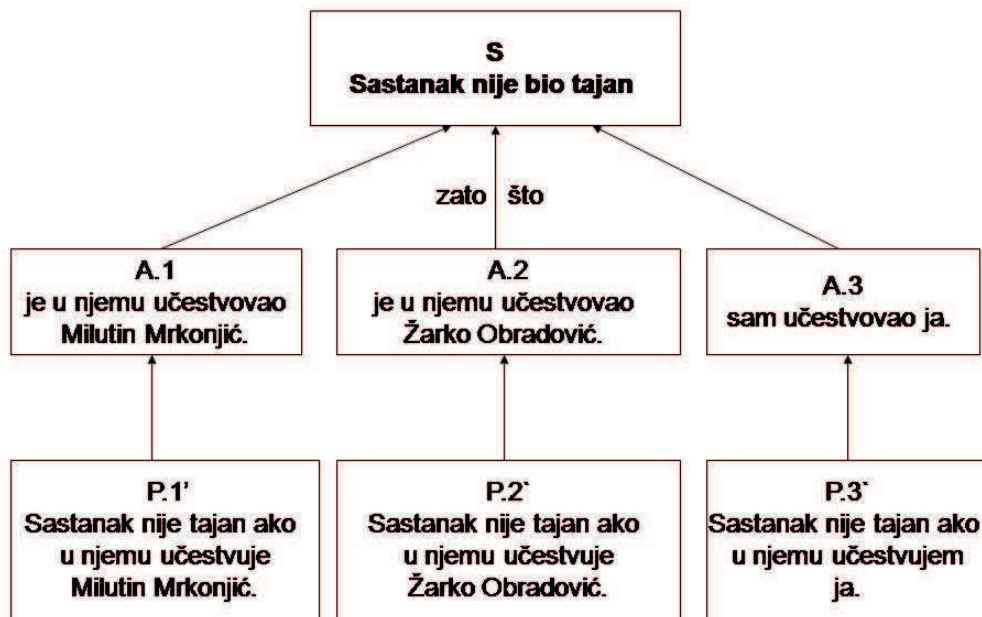 S
Sastanak nije bio tajan
zato što
A.1
je u njemu učestvovao
Milutin Mrkonjić.
A.2
je u njemu učestvovao
Žarko Obradović.
A.3
sam učestvovao ja.
P.1’
Sastanak nije tajan ako
u njemu učestvuje
Milutin Mrkonjić.
P.2`
Sastanak nije tajan ako
u njemu učestvuje
Žarko Obradović.
P.3`
Sastanak nije tajan ako
u njemu učestvujem
ja.